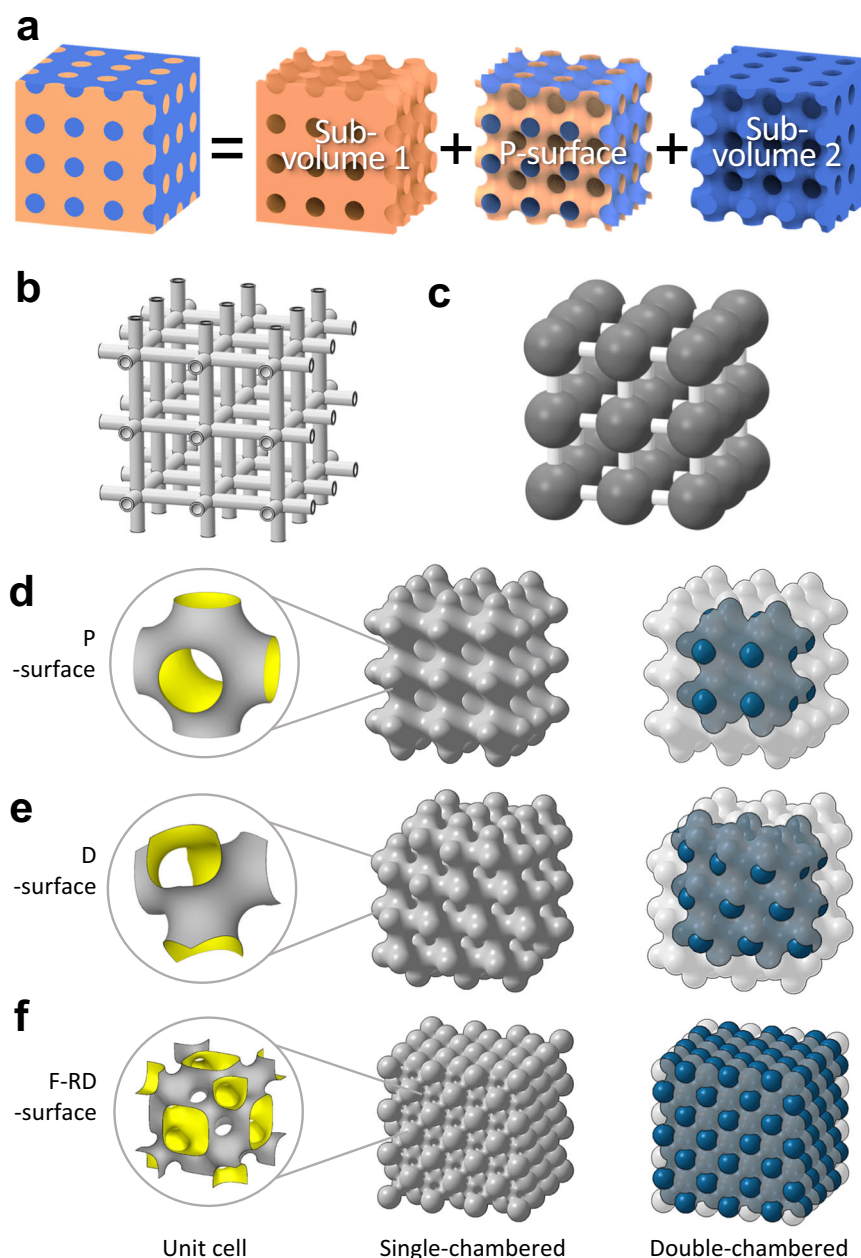 a
=
Sub-
volume 1
+
P-surface
+
Sub-
volume 2
b
c
d
P
-surface
e
D
-surface
f
F-RD
-surface
Unit cell
Single-chambered
Double-chambered